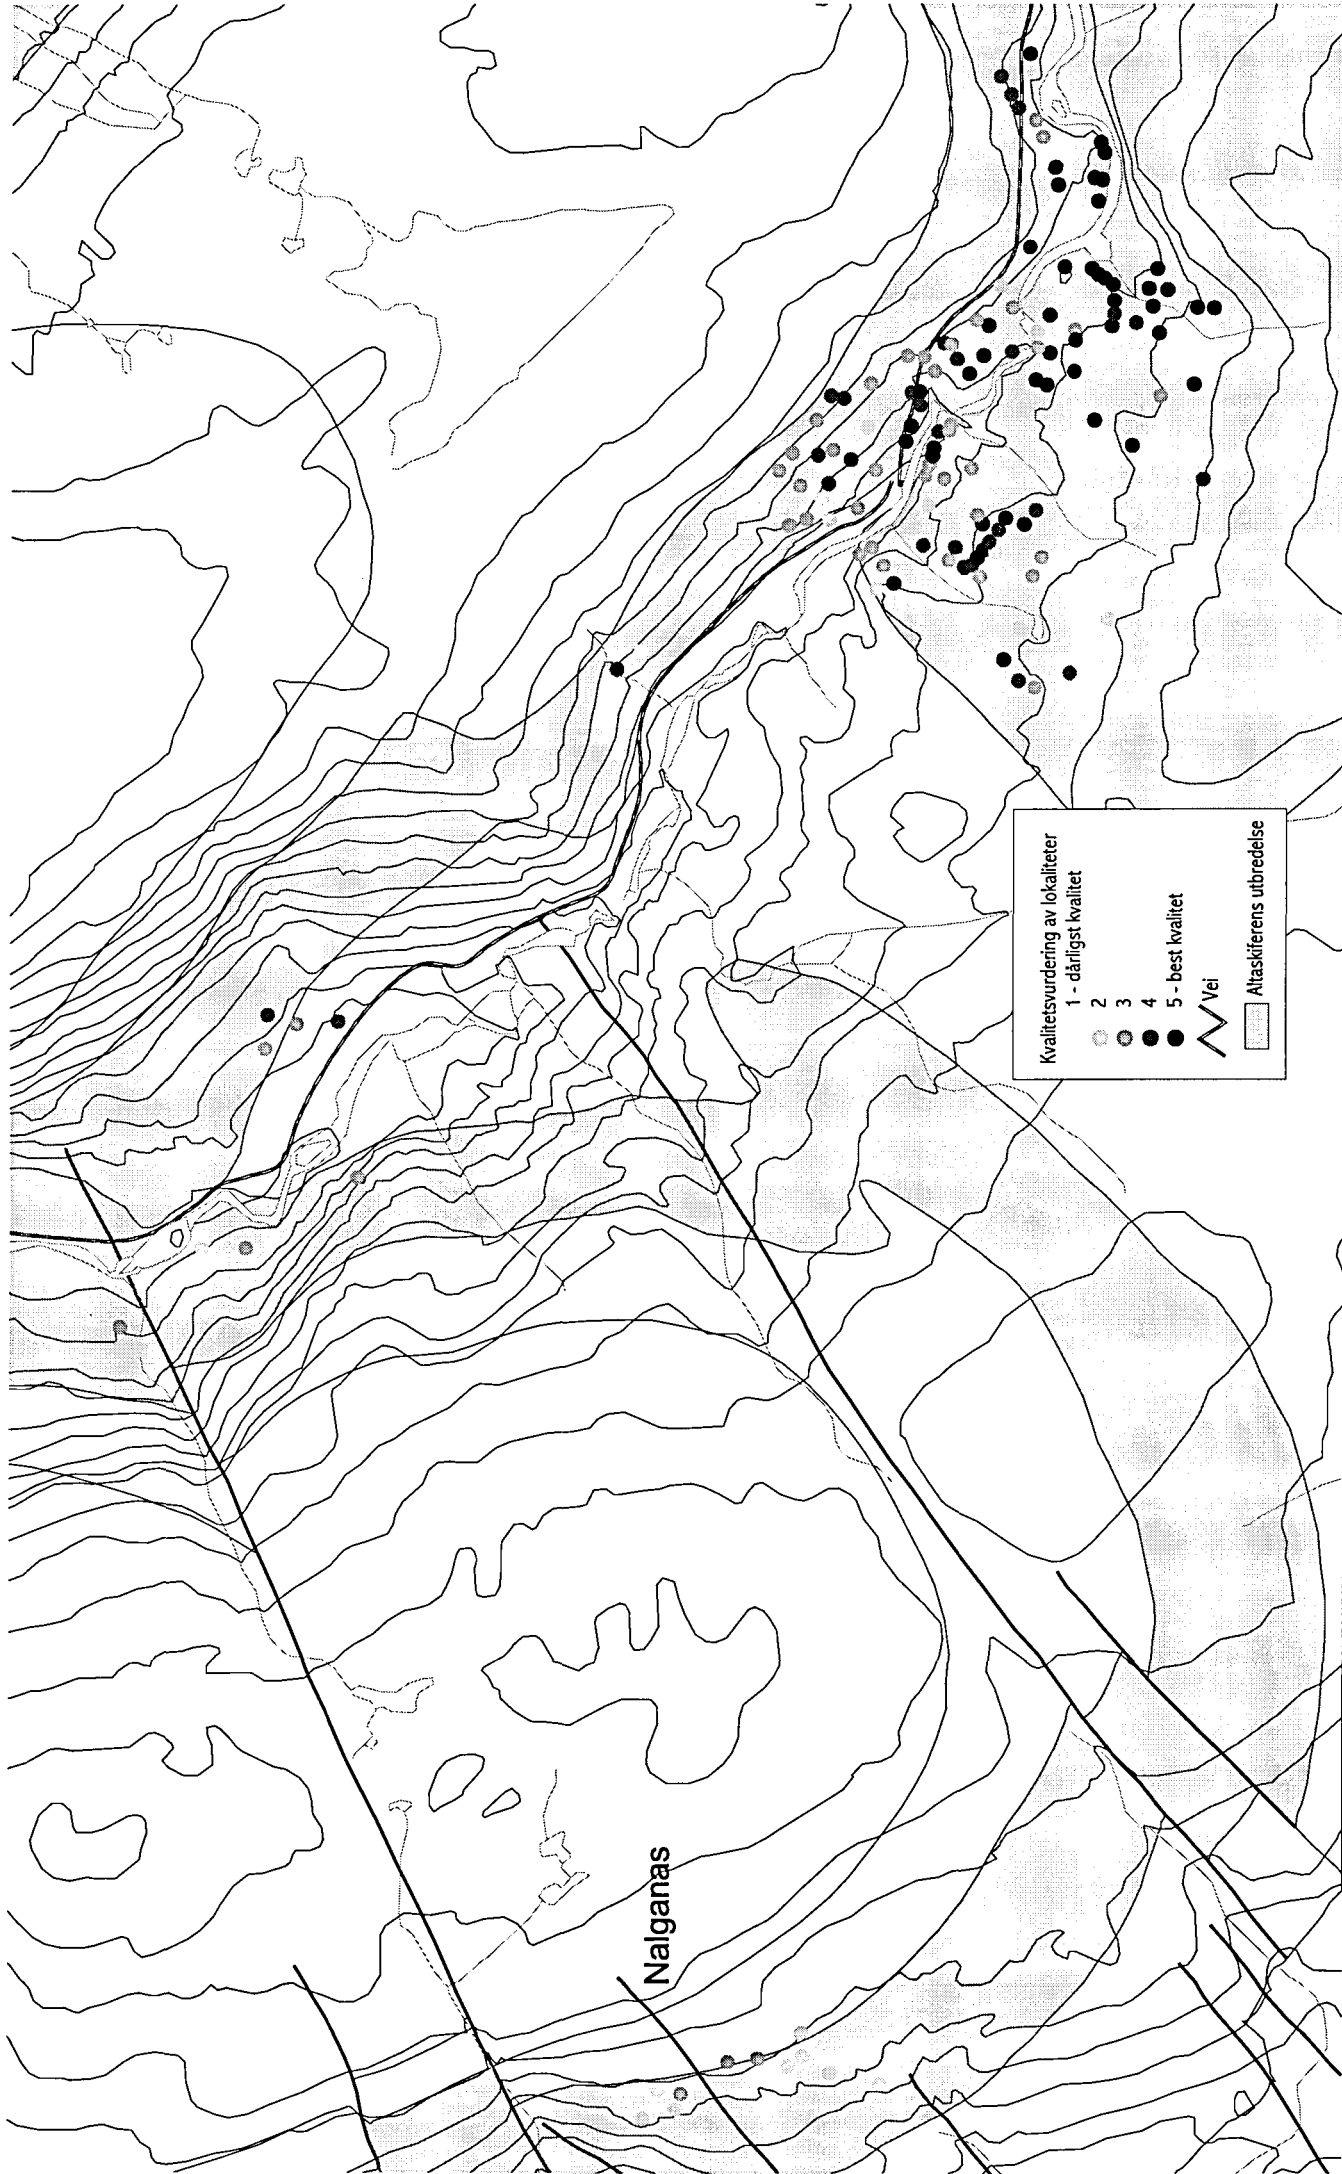 Nalganas
Kvalitetsvurdering av lokaliteter
1 - dårligst kvalitet
2
3
4
5 - best kvalitet
Vei
Altaskiferens utbredelse